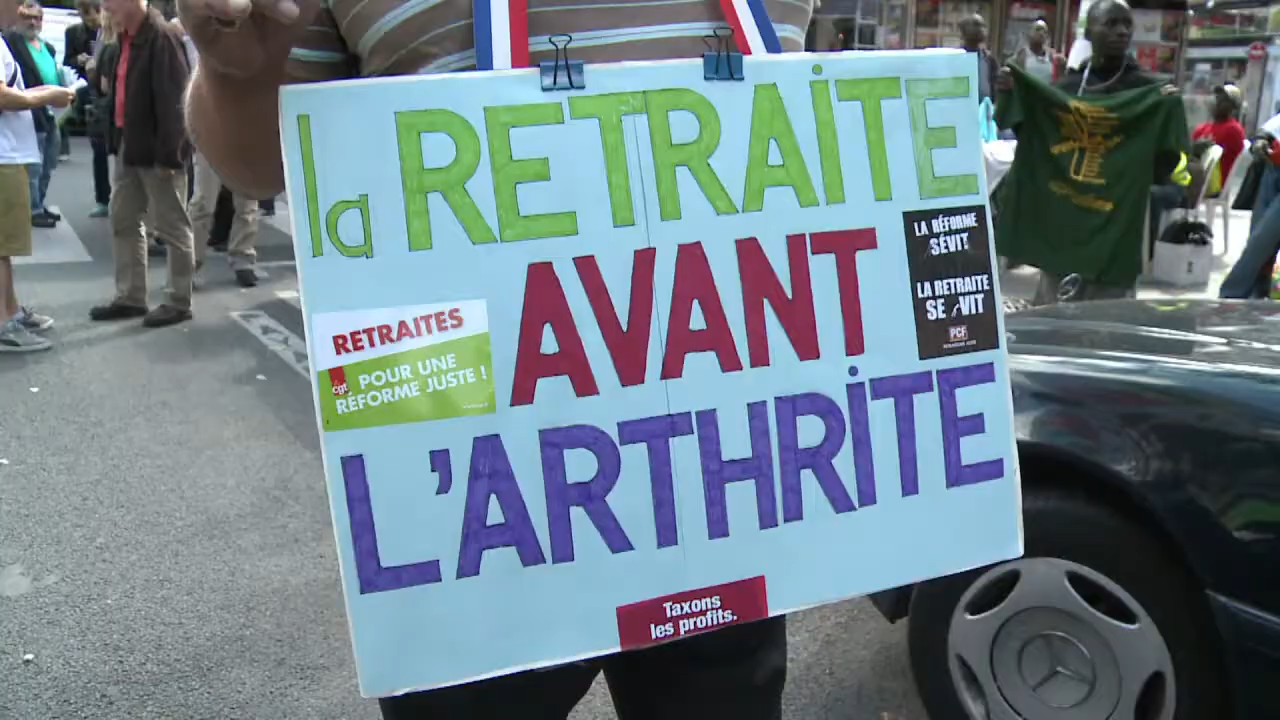 la RETRAITE
AVANT
L'ARTHRITE
RETRAITES
cgt POUR UNE
RÉFORME JUSTE !
LA RÉFORME
SÉVIT
LA RETRAITE
SE VIT
PCF
Taxons
les profits.